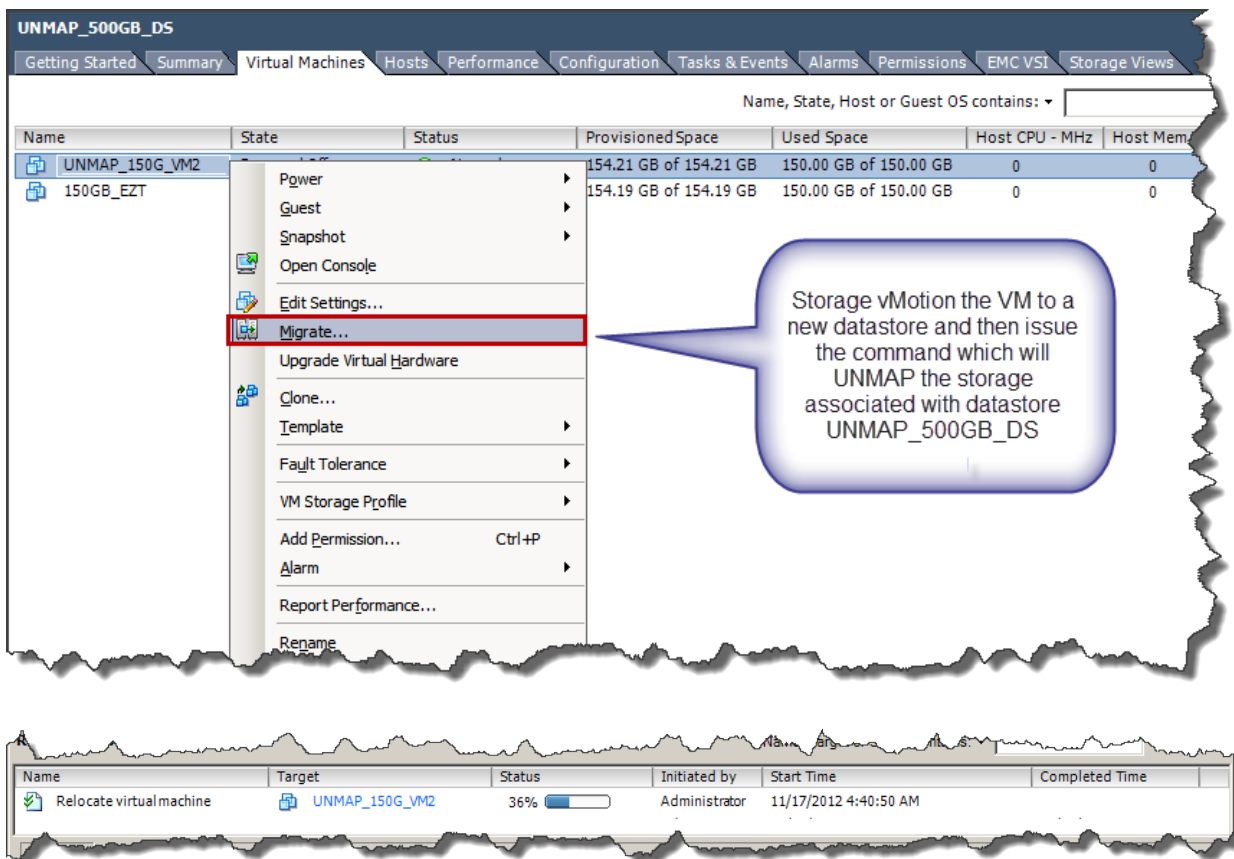 UNMAP_500GB_DS
Getting Started Summary Virtual Machines Hosts Performance Configuration Tasks & Events Alarms Permissions EMC VSI Storage Views
Name, State, Host or Guest OS contains:
Name State Status Provisioned Space Used Space Host CPU - MHz Host Mem
UNMAP_150G_VM2 154.21 GB of 154.21 GB 150.00 GB of 150.00 GB 0 0
150GB_EZT 154.19 GB of 154.19 GB 150.00 GB of 150.00 GB 0 0
Power
Guest
Snapshot
Open Console
Edit Settings...
Migrate...
Upgrade Virtual Hardware
Clone...
Template
Fault Tolerance
VM Storage Profile
Add Permission... Ctrl+P
Alarm
Report Performance...
Rename
Storage vMotion the VM to a
new datastore and then issue
the command which will
UNMAP the storage
associated with datastore
UNMAP_500GB_DS
Name Target Status Initiated by Start Time Completed Time
Relocate virtual machine UNMAP_150G_VM2 36% Administrator 11/17/2012 4:40:50 AM